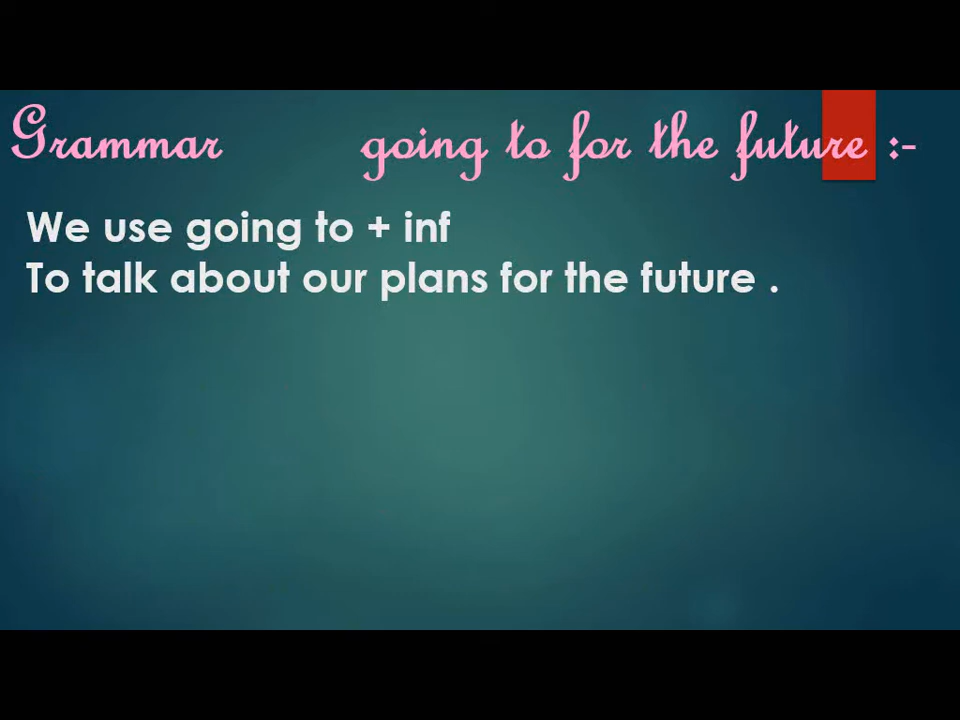 Grammar going to for the future :-
We use going to + inf
To talk about our plans for the future .